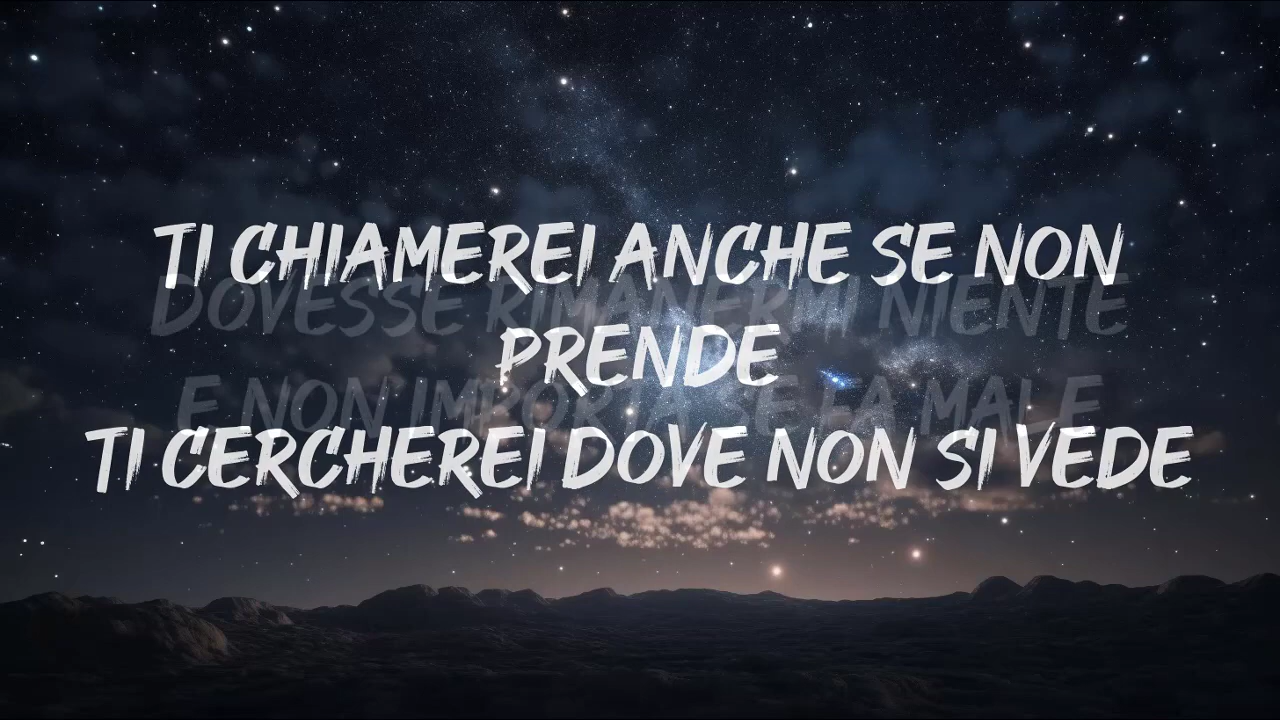 TI CHIAMEREI ANCHE SE NON
DOVESSE RIMANERMI NIENTE
PRENDE
E NON IMPORTA SE FA MALE
TI CERCHEREI DOVE NON SI VEDE